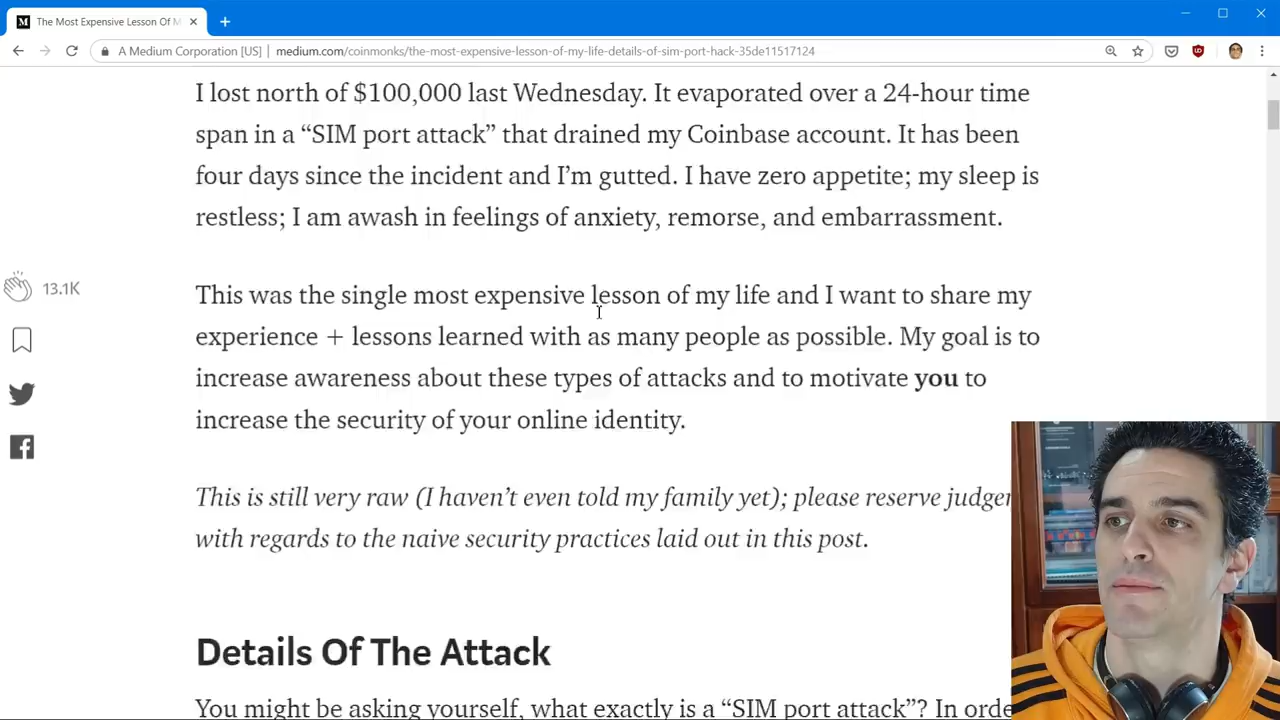 The Most Expensive Lesson Of M
A Medium Corporation [US] | medium.com/coinmonks/the-most-expensive-lesson-of-my-life-details-of-sim-port-hack-35de11517124
I lost north of $100,000 last Wednesday. It evaporated over a 24-hour time
span in a “SIM port attack” that drained my Coinbase account. It has been
four days since the incident and I’m gutted. I have zero appetite; my sleep is
restless; I am awash in feelings of anxiety, remorse, and embarrassment.
13.1K
This was the single most expensive lesson of my life and I want to share my
experience + lessons learned with as many people as possible. My goal is to
increase awareness about these types of attacks and to motivate you to
increase the security of your online identity.
This is still very raw (I haven’t even told my family yet); please reserve judge
with regards to the naive security practices laid out in this post.
Details Of The Attack
You might be asking yourself, what exactly is a “SIM port attack”? In orde